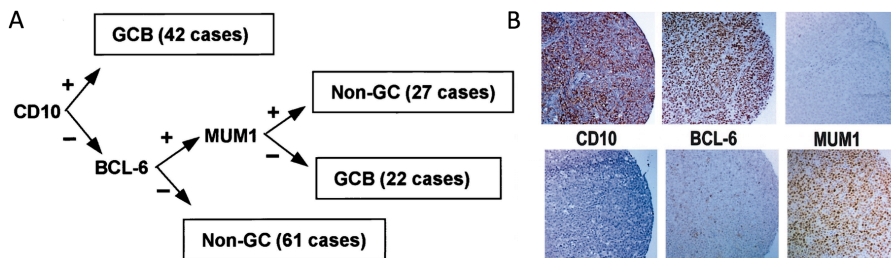 A
GCB (42 cases)
+
CD10
−
+
BCL-6
−
MUM1
+
−
Non-GC (27 cases)
GCB (22 cases)
Non-GC (61 cases)
B
CD10 BCL-6 MUM1